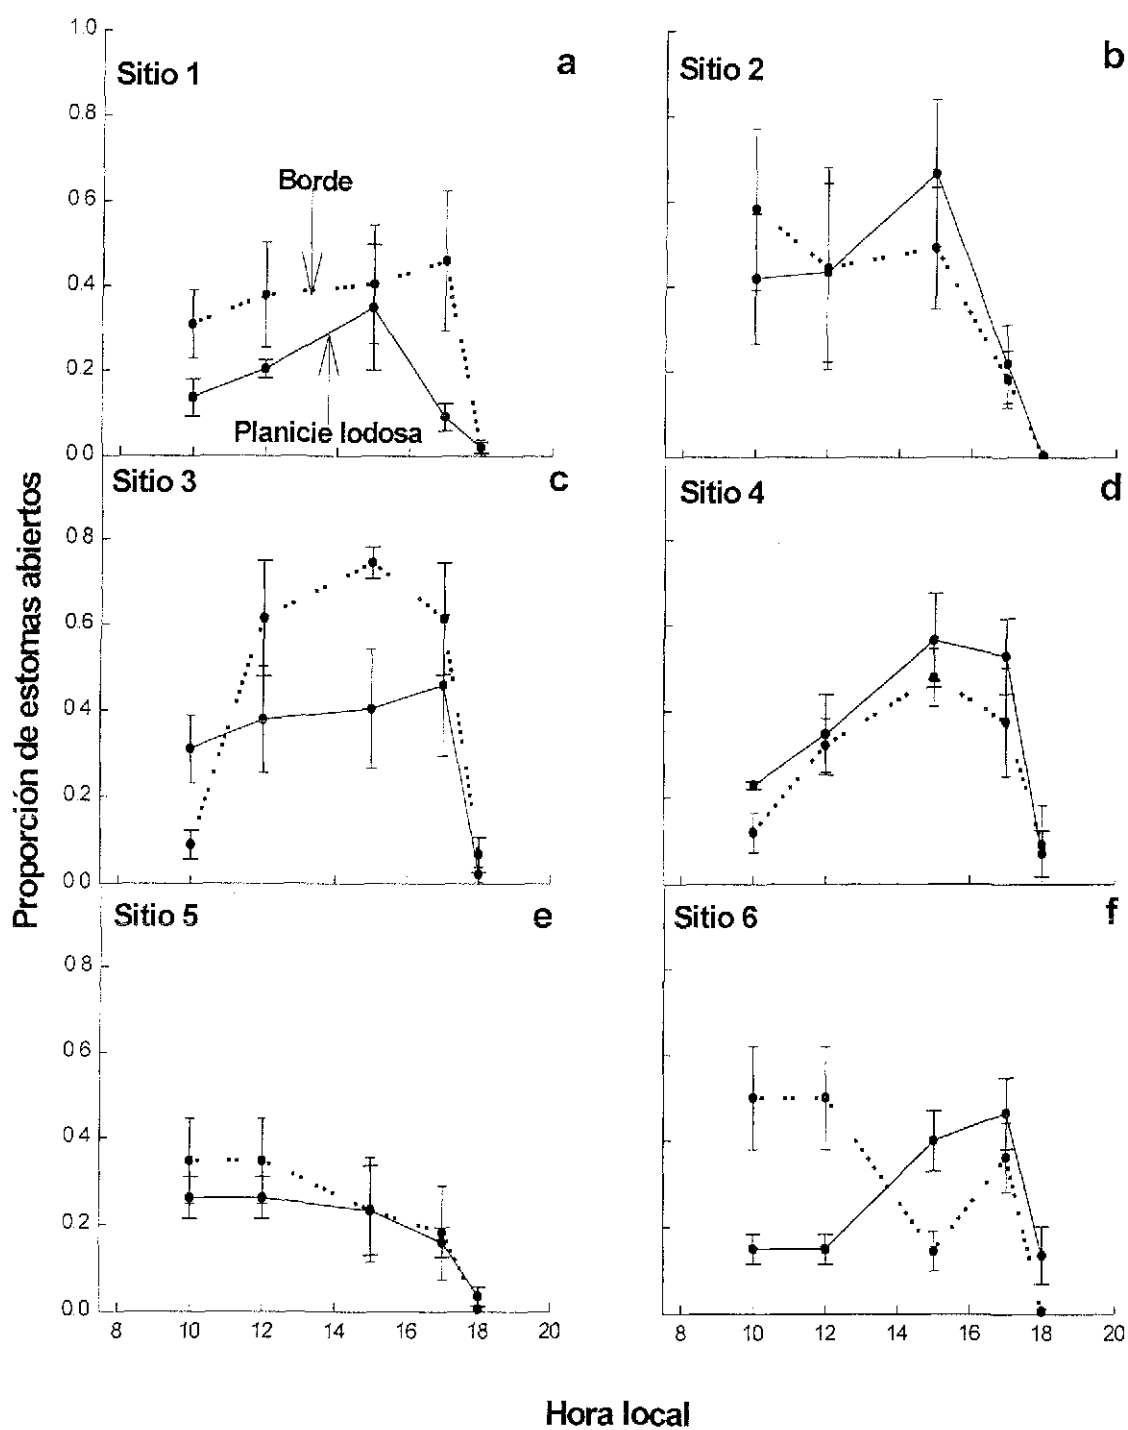 1.0
Sitio 1
a
Sitio 2
b
0.8
Borde
0.6
0.4
0.2
Planicie lodosa
0.0
Sitio 3
c
Sitio 4
d
0.8
0.6
0.4
0.2
0.0
Proporción de estomas abiertos
Sitio 5
e
Sitio 6
f
0.8
0.6
0.4
0.2
0.0
8 10 12 14 16 18 20
8 10 12 14 16 18 20
Hora local